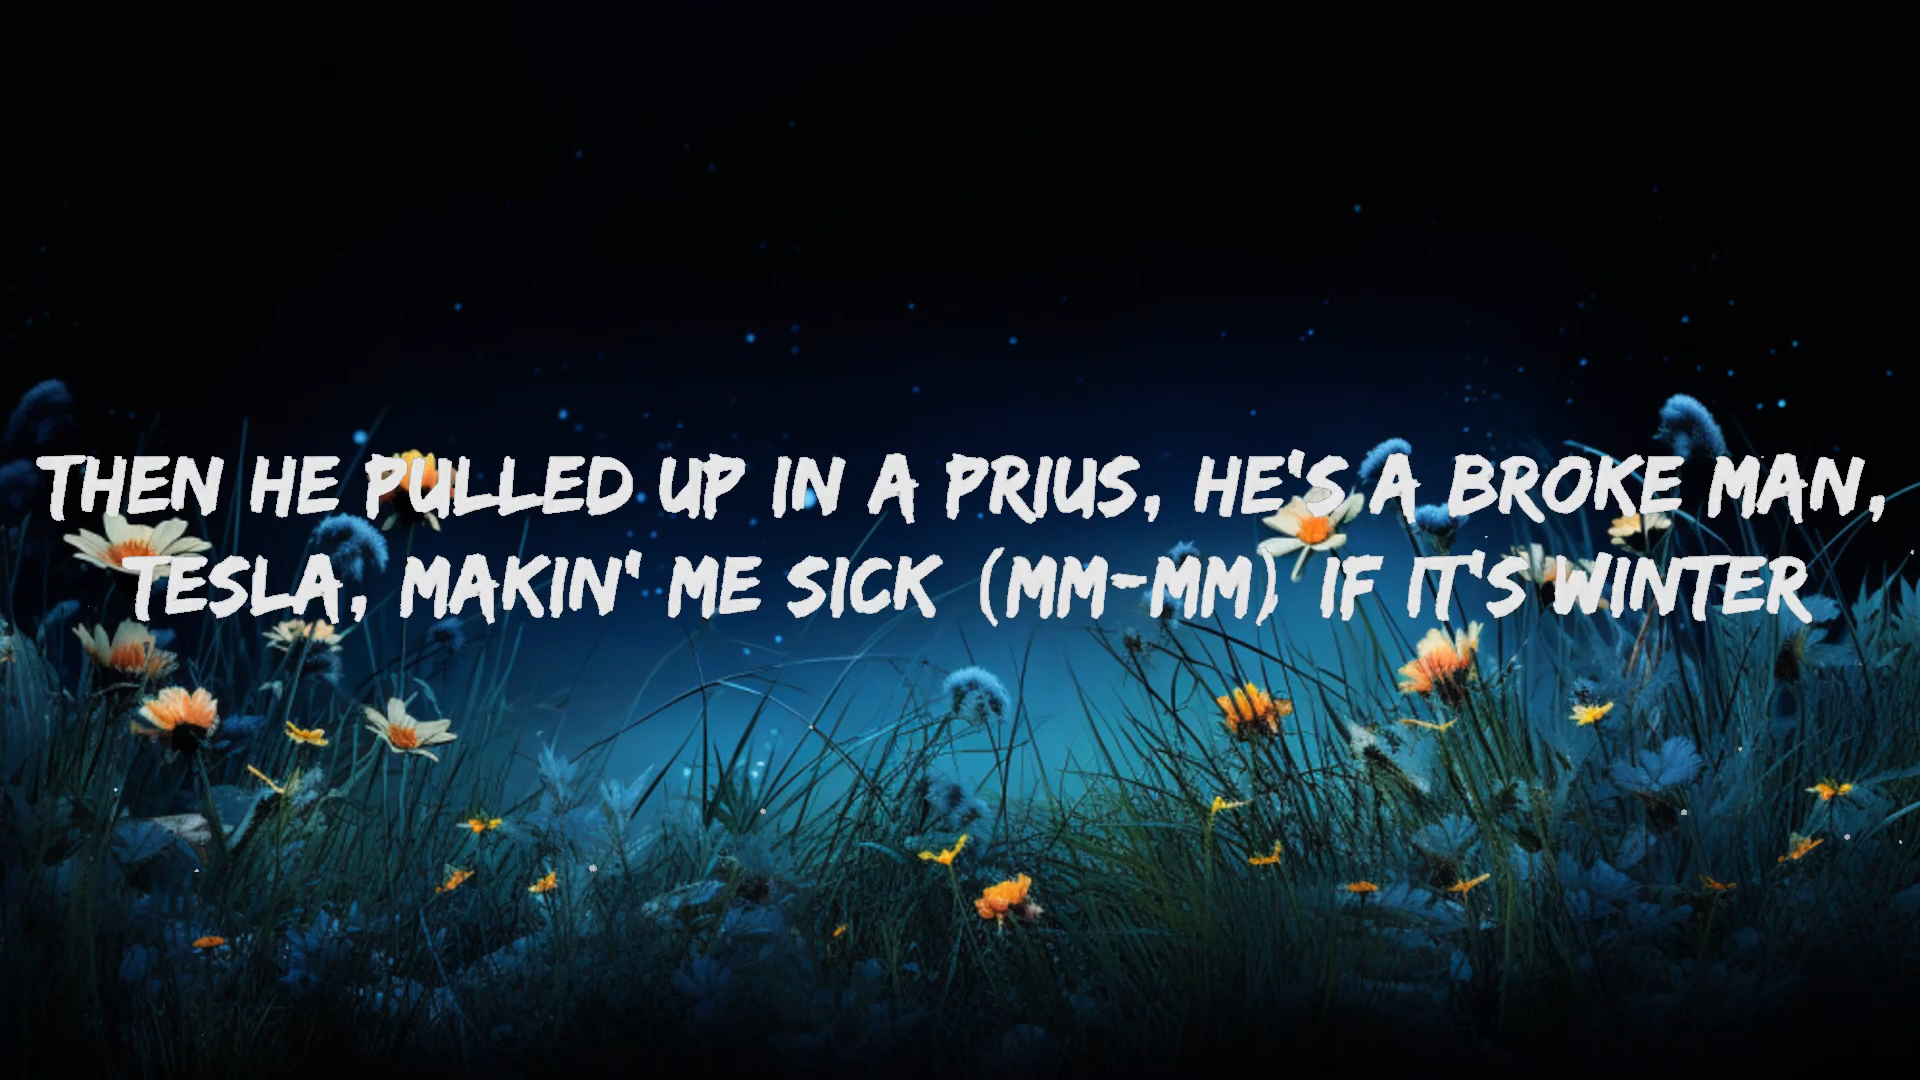 THEN HE PULLED UP IN A PRIUS, HE'S A BROKE MAN,
TESLA, MAKIN' ME SICK (MM-MM) IF IT'S WINTER